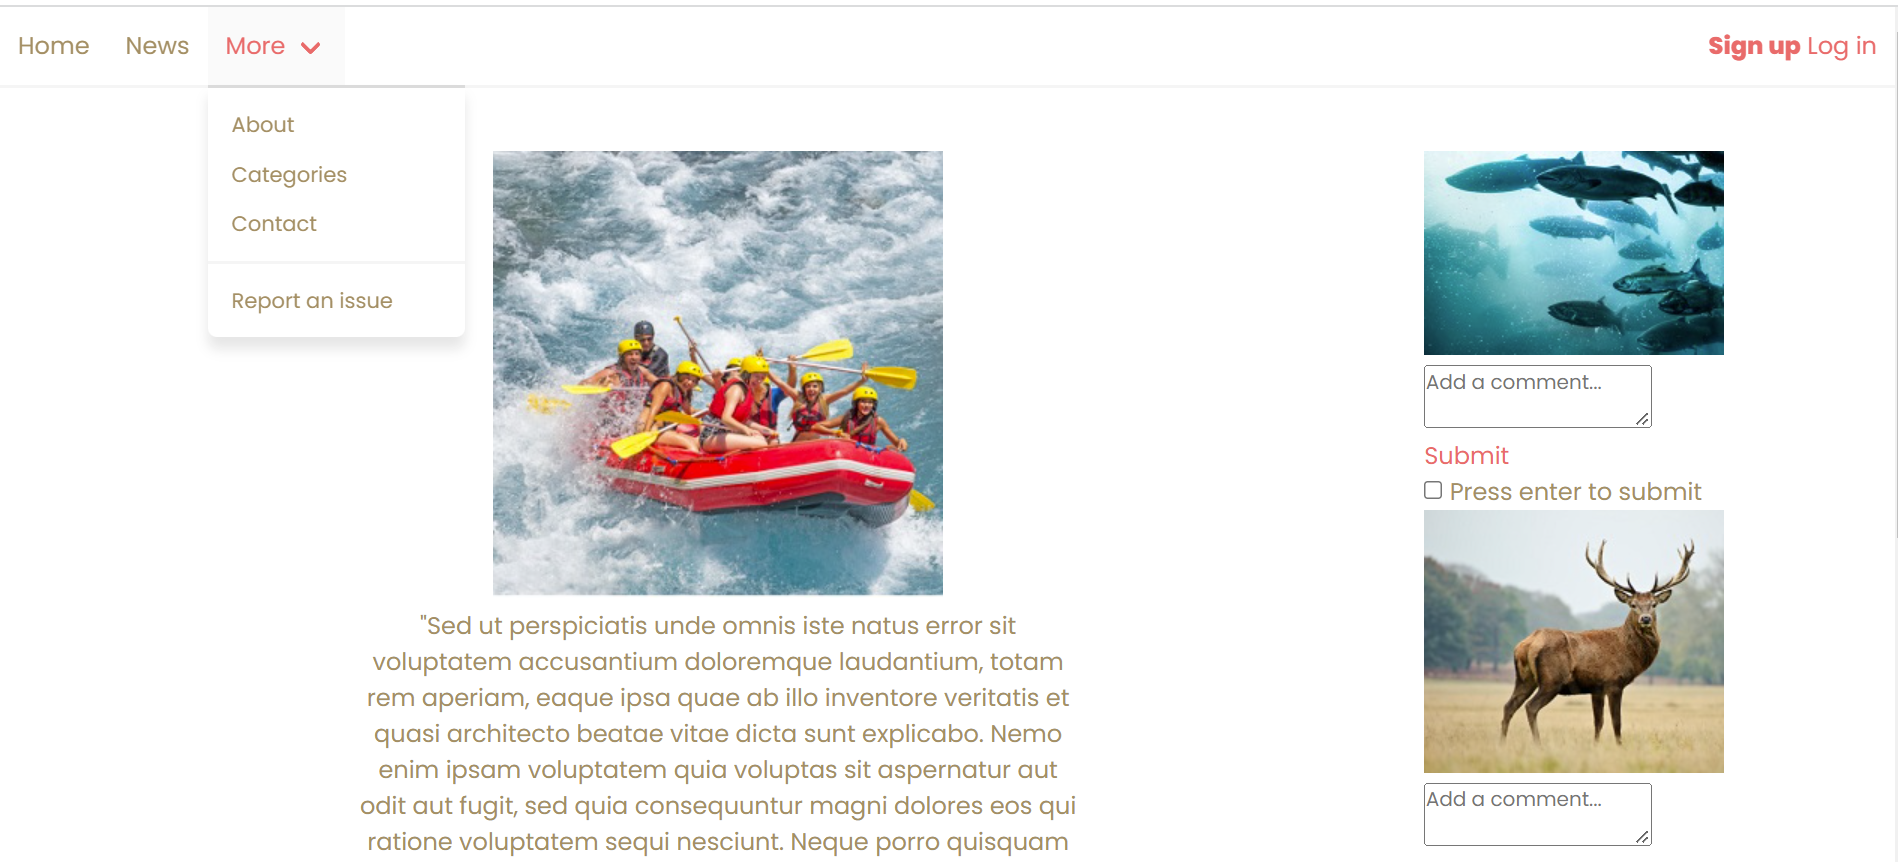 Home News More Sign up Log in
About
Categories
Contact
Report an issue
"Sed ut perspiciatis unde omnis iste natus error sit
voluptatem accusantium doloremque laudantium, totam
rem aperiam, eaque ipsa quae ab illo inventore veritatis et
quasi architecto beatae vitae dicta sunt explicabo. Nemo
enim ipsam voluptatem quia voluptas sit aspernatur aut
odit aut fugit, sed quia consequuntur magni dolores eos qui
ratione voluptatem sequi nesciunt. Neque porro quisquam
Add a comment...
Submit
Press enter to submit
Add a comment...